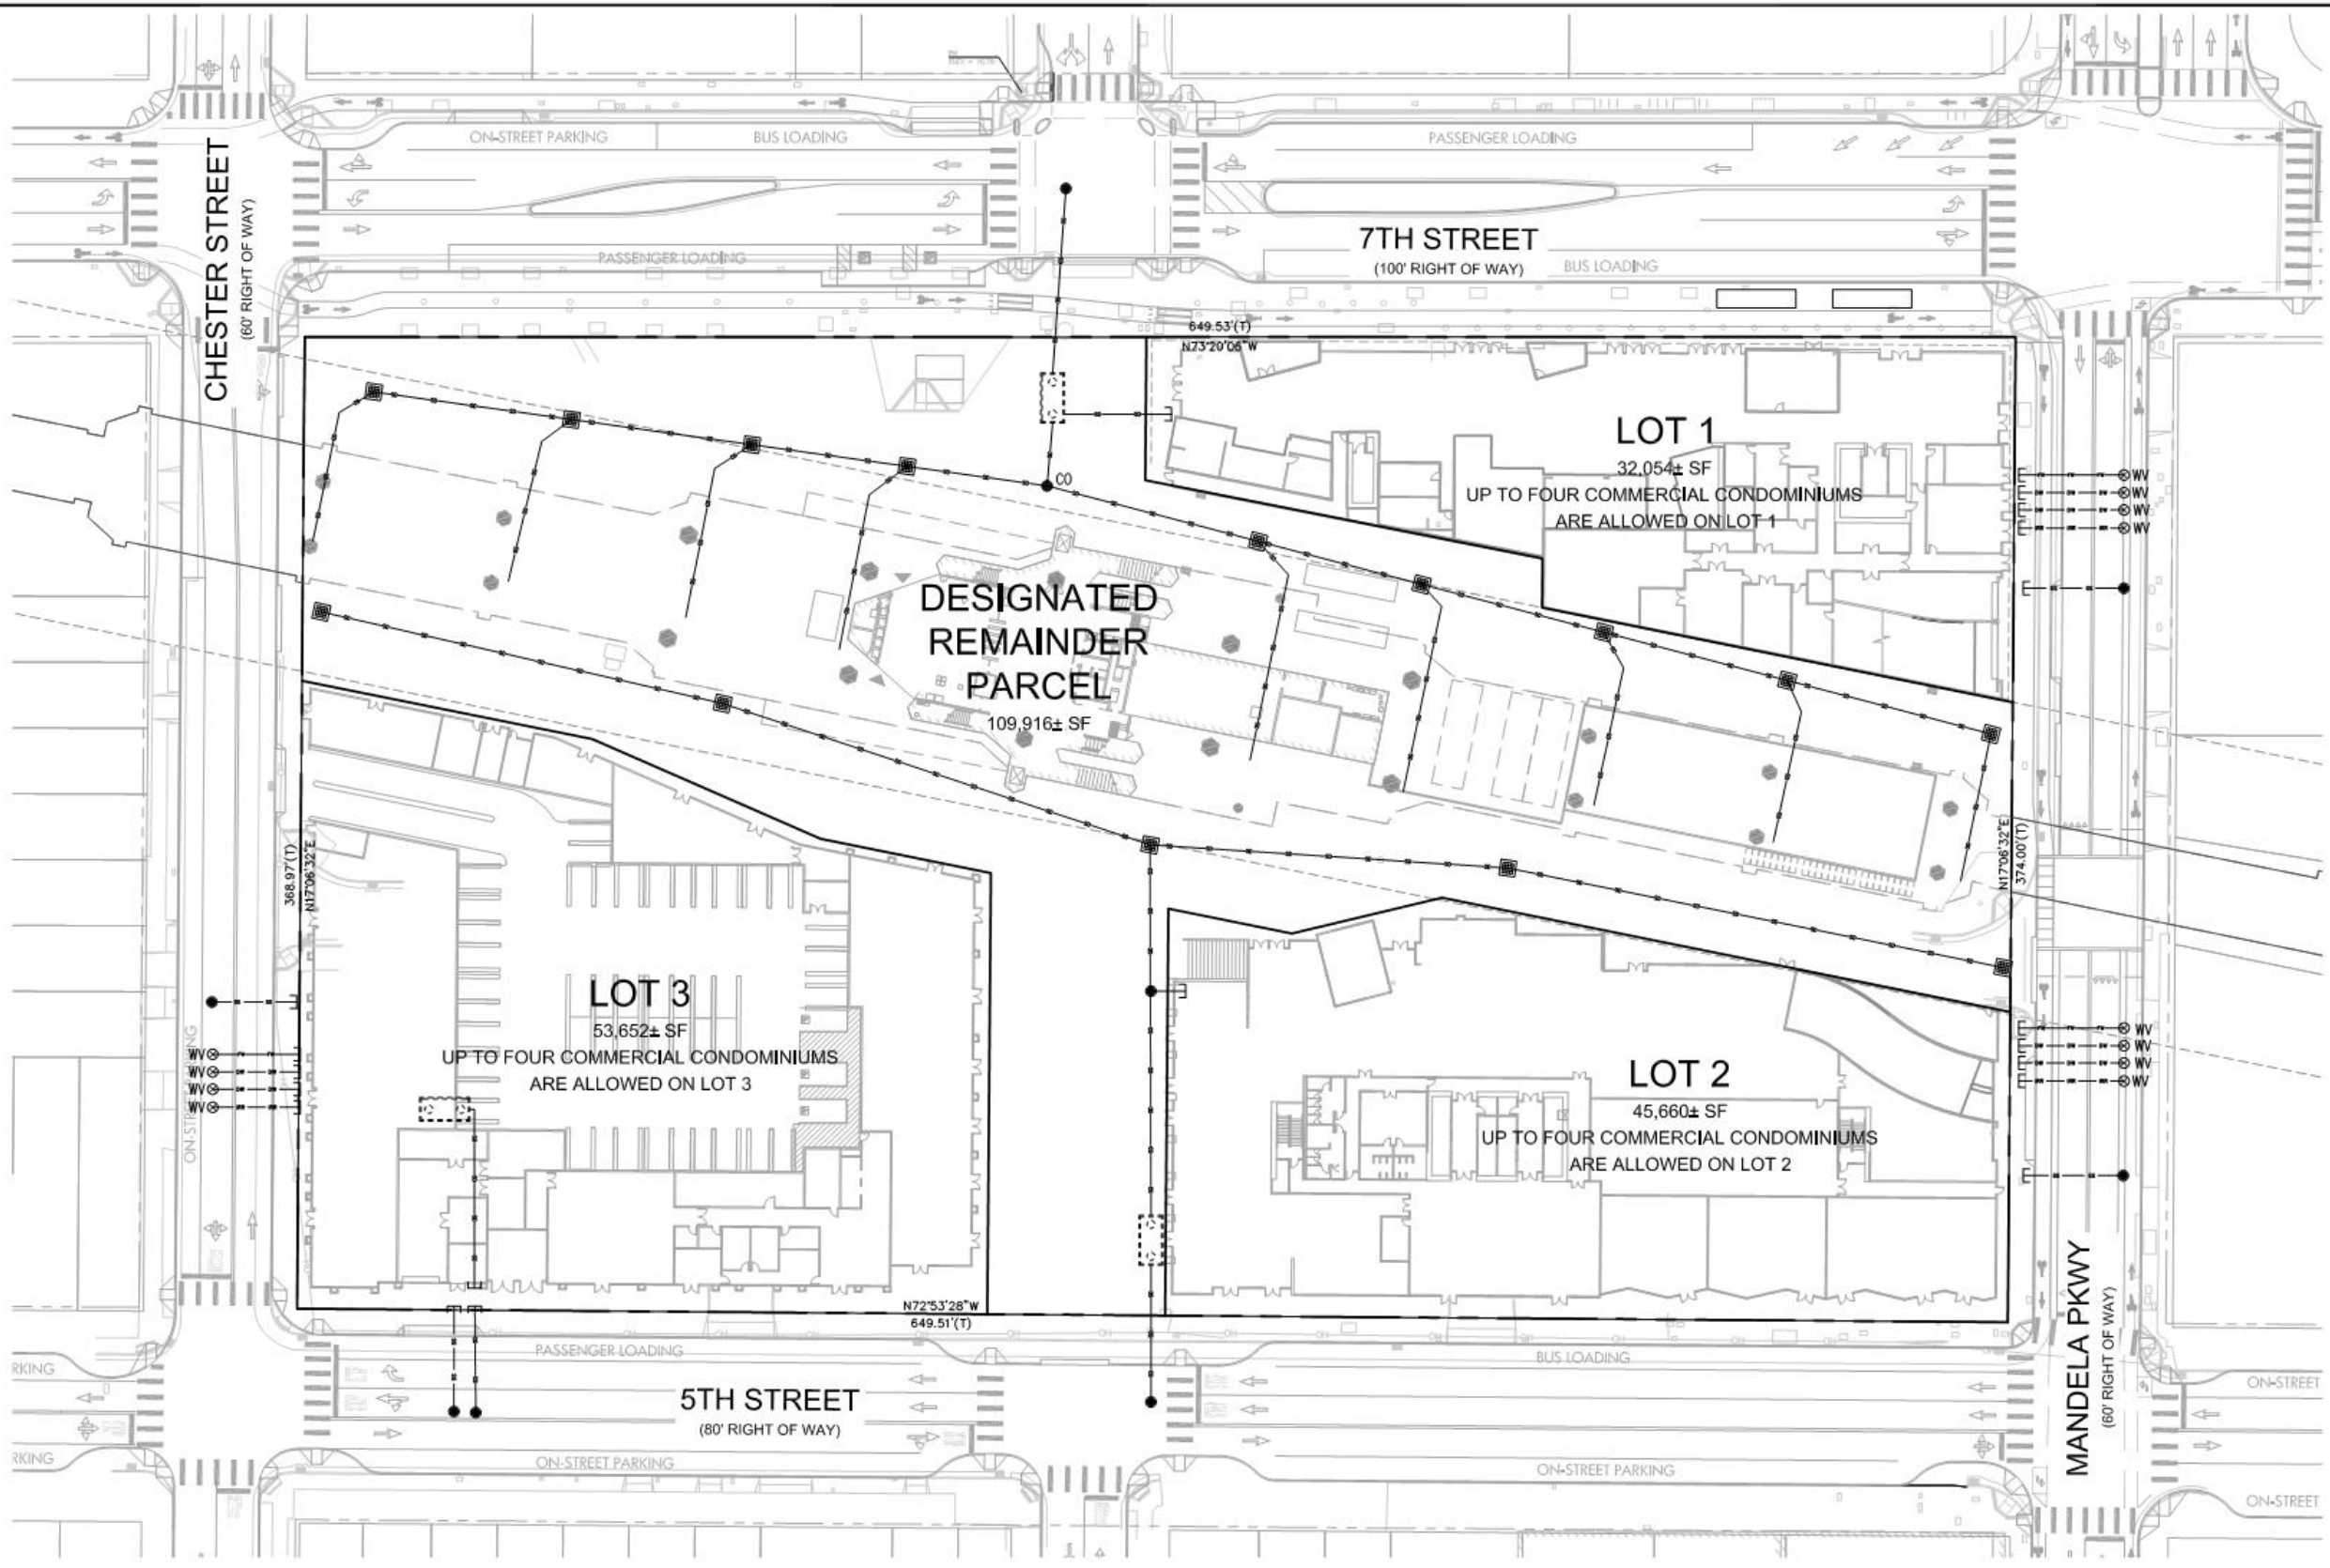 ON-STREET PARKING
BUS LOADING
PASSENGER LOADING
CHESTER STREET
(60' RIGHT OF WAY)
PASSENGER LOADING
7TH STREET
(100' RIGHT OF WAY)
BUS LOADING
649.53'(T)
N73°20'06"W
LOT 1
32,054± SF
UP TO FOUR COMMERCIAL CONDOMINIUMS
ARE ALLOWED ON LOT 1
CO
WV
WV
WV
WV
DESIGNATED
REMAINDER
PARCEL
109,916± SF
368.97'(T)
N17°06'32"E
N17°06'32"E
374.00'(T)
LOT 3
53,652± SF
UP TO FOUR COMMERCIAL CONDOMINIUMS
ARE ALLOWED ON LOT 3
WV
WV
WV
WV
WV
WV
WV
WV
LOT 2
45,660± SF
UP TO FOUR COMMERCIAL CONDOMINIUMS
ARE ALLOWED ON LOT 2
N72°53'28"W
649.51'(T)
PASSENGER LOADING
BUS LOADING
5TH STREET
(80' RIGHT OF WAY)
MANDELA PKWY
(60' RIGHT OF WAY)
RKING
RKING
ON-STREET PARKING
ON-STREET PARKING
ON-STREET
ON-STREET